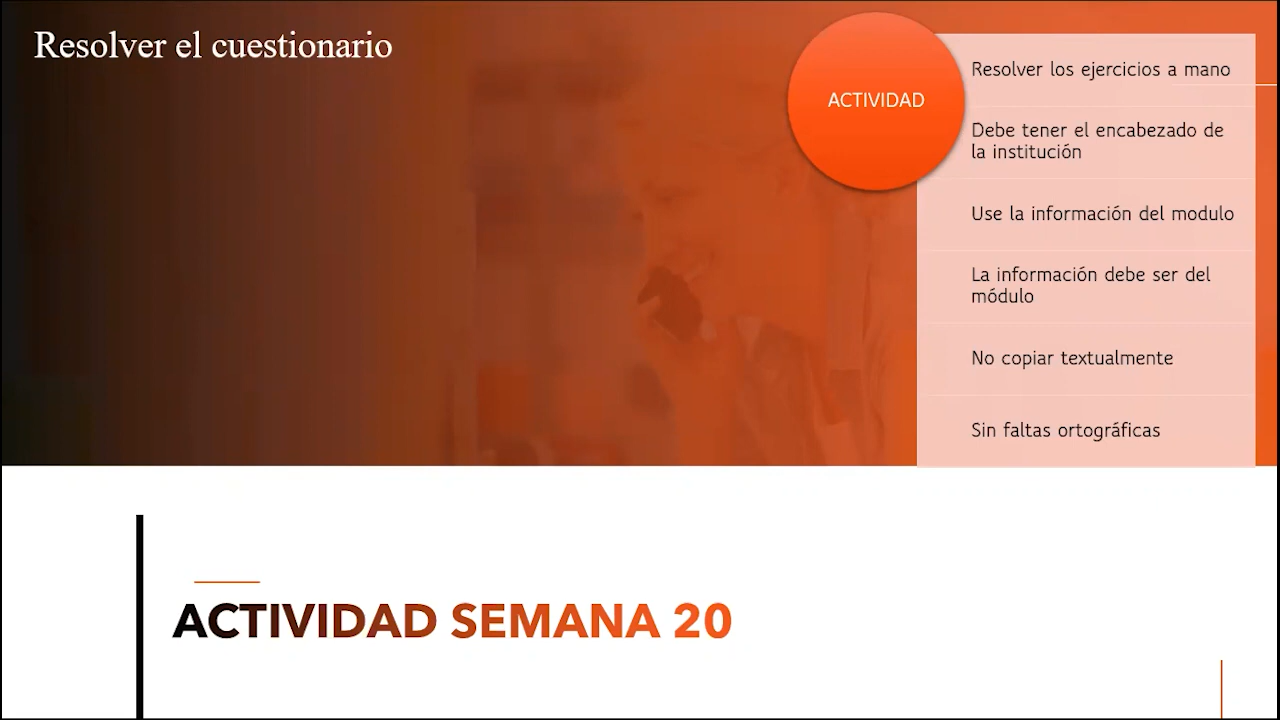 Resolver el cuestionario
ACTIVIDAD
Resolver los ejercicios a mano
Debe tener el encabezado de
la institución
Use la información del modulo
La información debe ser del
módulo
No copiar textualmente
Sin faltas ortográficas
ACTIVIDAD SEMANA 20